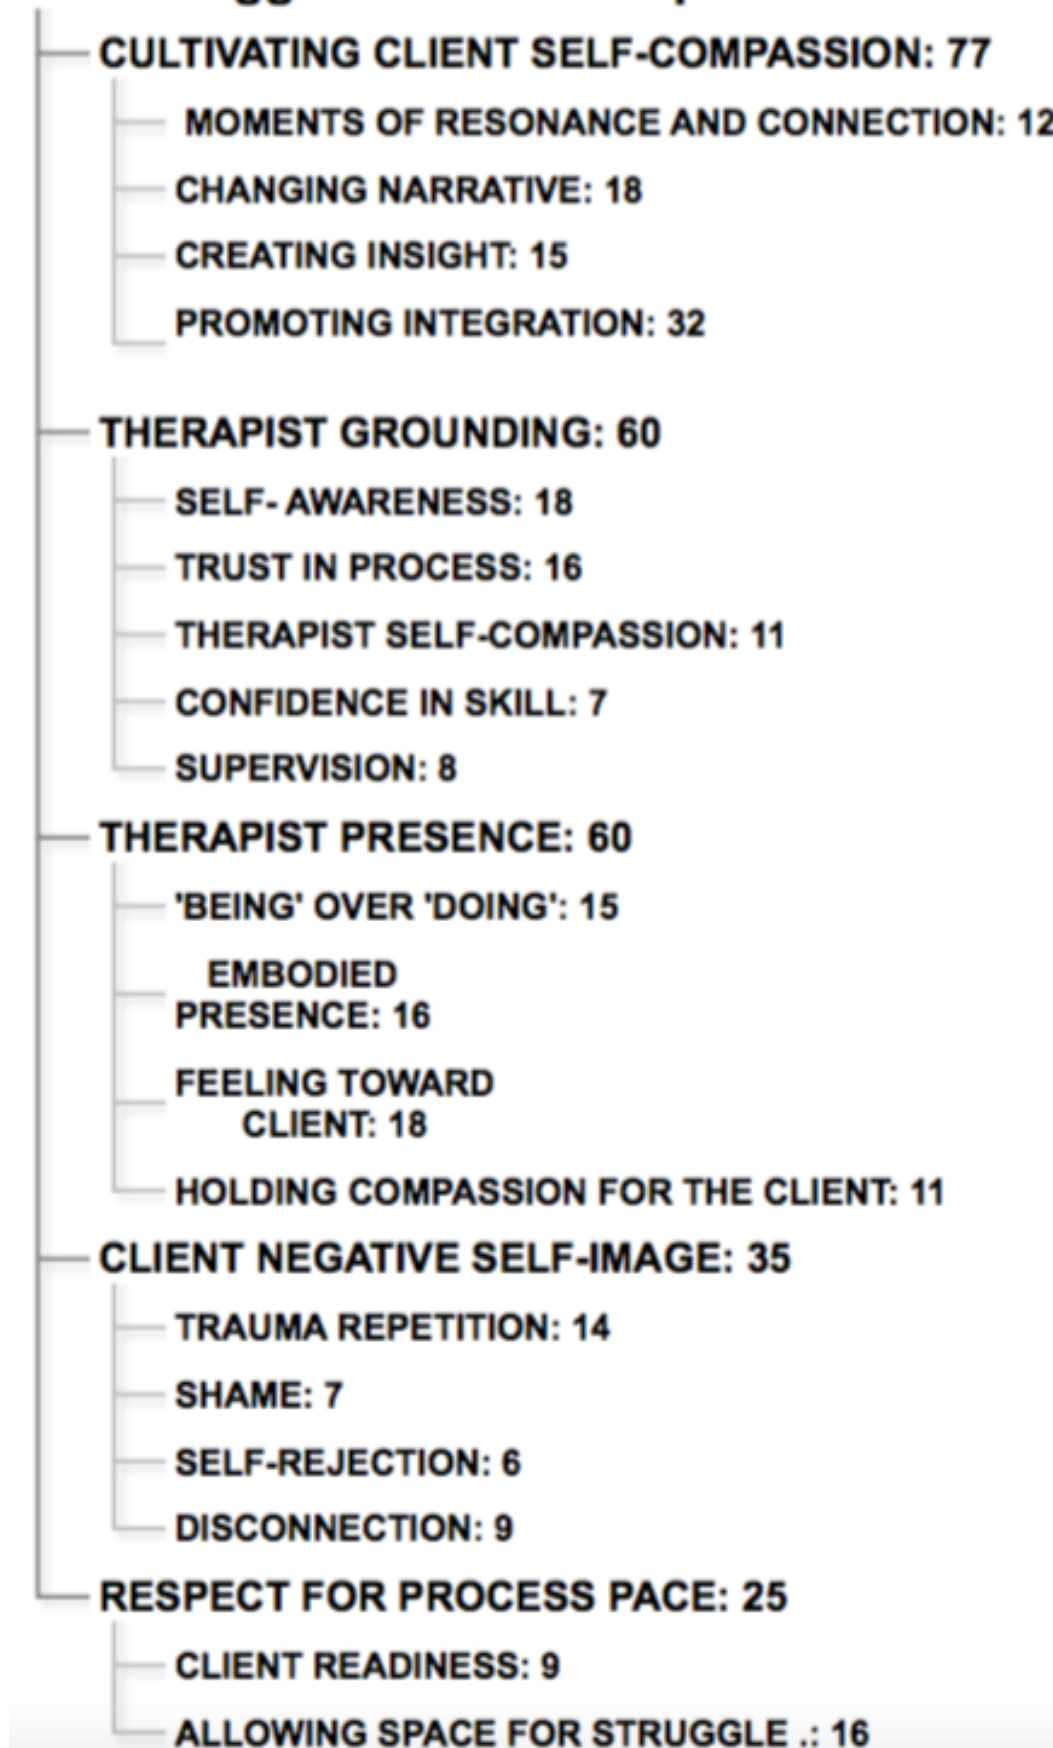 CULTIVATING CLIENT SELF-COMPASSION: 77
MOMENTS OF RESONANCE AND CONNECTION: 12
CHANGING NARRATIVE: 18
CREATING INSIGHT: 15
PROMOTING INTEGRATION: 32
THERAPIST GROUNDING: 60
SELF- AWARENESS: 18
TRUST IN PROCESS: 16
THERAPIST SELF-COMPASSION: 11
CONFIDENCE IN SKILL: 7
SUPERVISION: 8
THERAPIST PRESENCE: 60
'BEING' OVER 'DOING': 15
EMBODIED
PRESENCE: 16
FEELING TOWARD
CLIENT: 18
HOLDING COMPASSION FOR THE CLIENT: 11
CLIENT NEGATIVE SELF-IMAGE: 35
TRAUMA REPETITION: 14
SHAME: 7
SELF-REJECTION: 6
DISCONNECTION: 9
RESPECT FOR PROCESS PACE: 25
CLIENT READINESS: 9
ALLOWING SPACE FOR STRUGGLE .: 16